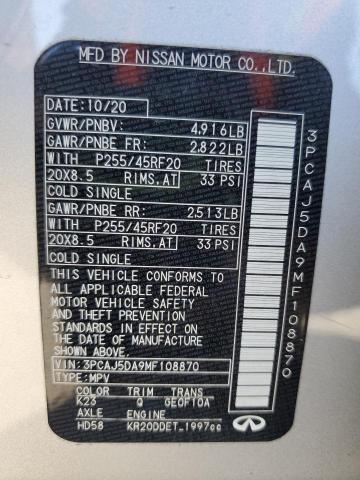 MFD BY NISSAN MOTOR CO.,LTD.
DATE:10/20
GVWR/PNBV: 4,916LB
GAWR/PNBE FR: 2,822LB
WITH P255/45RF20 TIRES
20X8.5 RIMS,AT 33 PSI
COLD SINGLE
GAWR/PNBE RR: 2,513LB
WITH P255/45RF20 TIRES
20X8.5 RIMS,AT 33 PSI
COLD SINGLE
THIS VEHICLE CONFORMS TO
ALL APPLICABLE FEDERAL
MOTOR VEHICLE SAFETY
AND THEFT PREVENTION
STANDARDS IN EFFECT ON
THE DATE OF MANUFACTURE
SHOWN ABOVE.
VIN:3PCAJ5DA9MF108870
TYPE:MPV
COLOR TRIM TRANS
K23 Q GE0F10A
AXLE ENGINE
HD58 KR20DDET 1997cc
INFINITI
3PCAJ5DA9MF108870